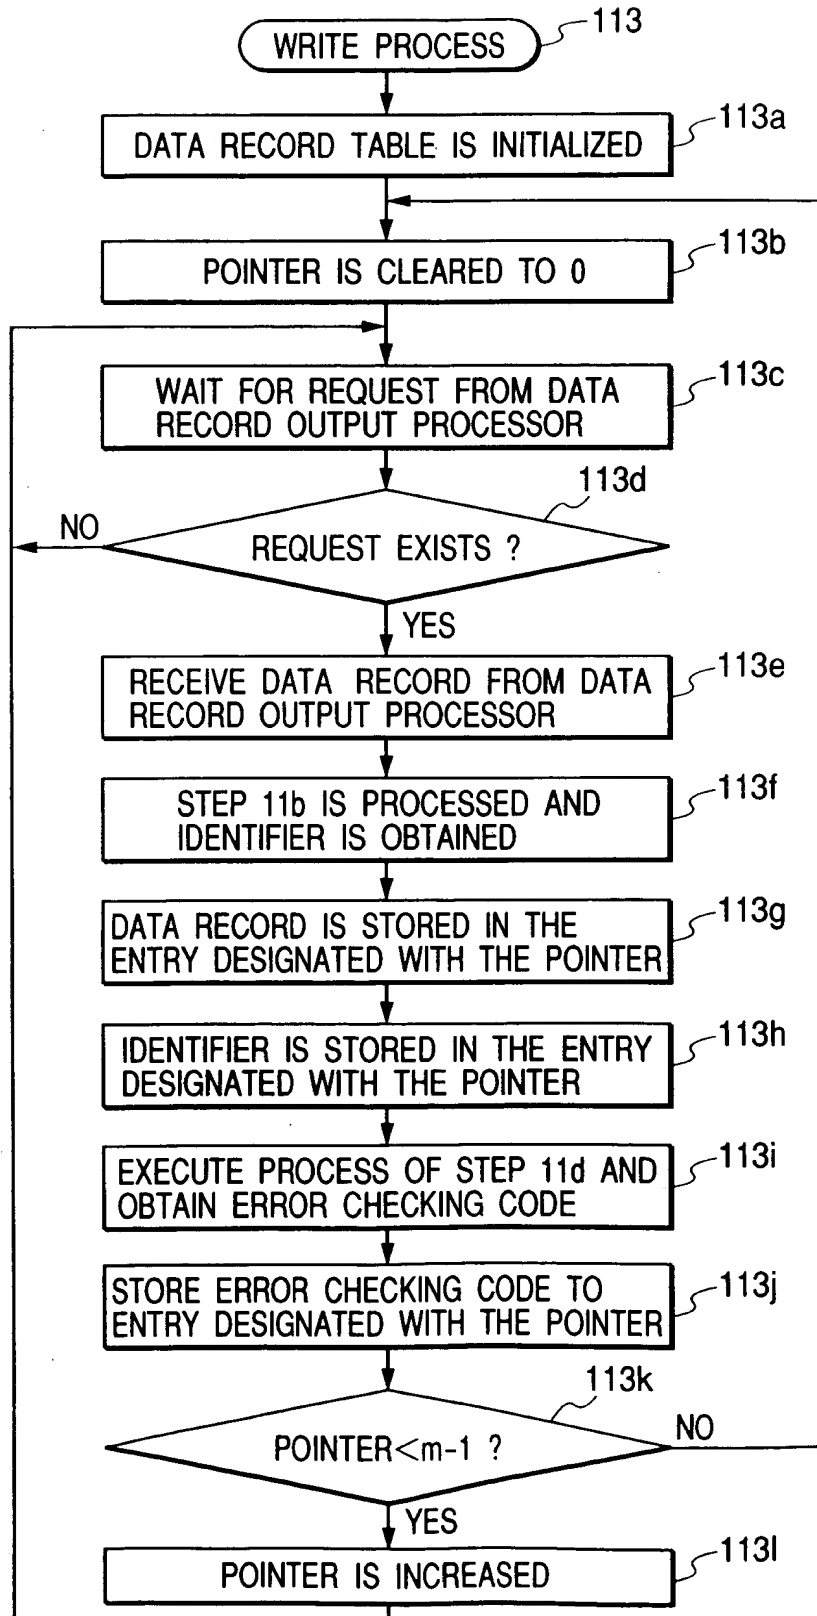 WRITE PROCESS
113
DATA RECORD TABLE IS INITIALIZED
113a
POINTER IS CLEARED TO 0
113b
WAIT FOR REQUEST FROM DATA
RECORD OUTPUT PROCESSOR
113c
113d
NO
REQUEST EXISTS ?
YES
RECEIVE DATA RECORD FROM DATA
RECORD OUTPUT PROCESSOR
113e
STEP 11b IS PROCESSED AND
IDENTIFIER IS OBTAINED
113f
DATA RECORD IS STORED IN THE
ENTRY DESIGNATED WITH THE POINTER
113g
IDENTIFIER IS STORED IN THE ENTRY
DESIGNATED WITH THE POINTER
113h
EXECUTE PROCESS OF STEP 11d AND
OBTAIN ERROR CHECKING CODE
113i
STORE ERROR CHECKING CODE TO
ENTRY DESIGNATED WITH THE POINTER
113j
113k
POINTER<m-1 ?
NO
YES
POINTER IS INCREASED
113l